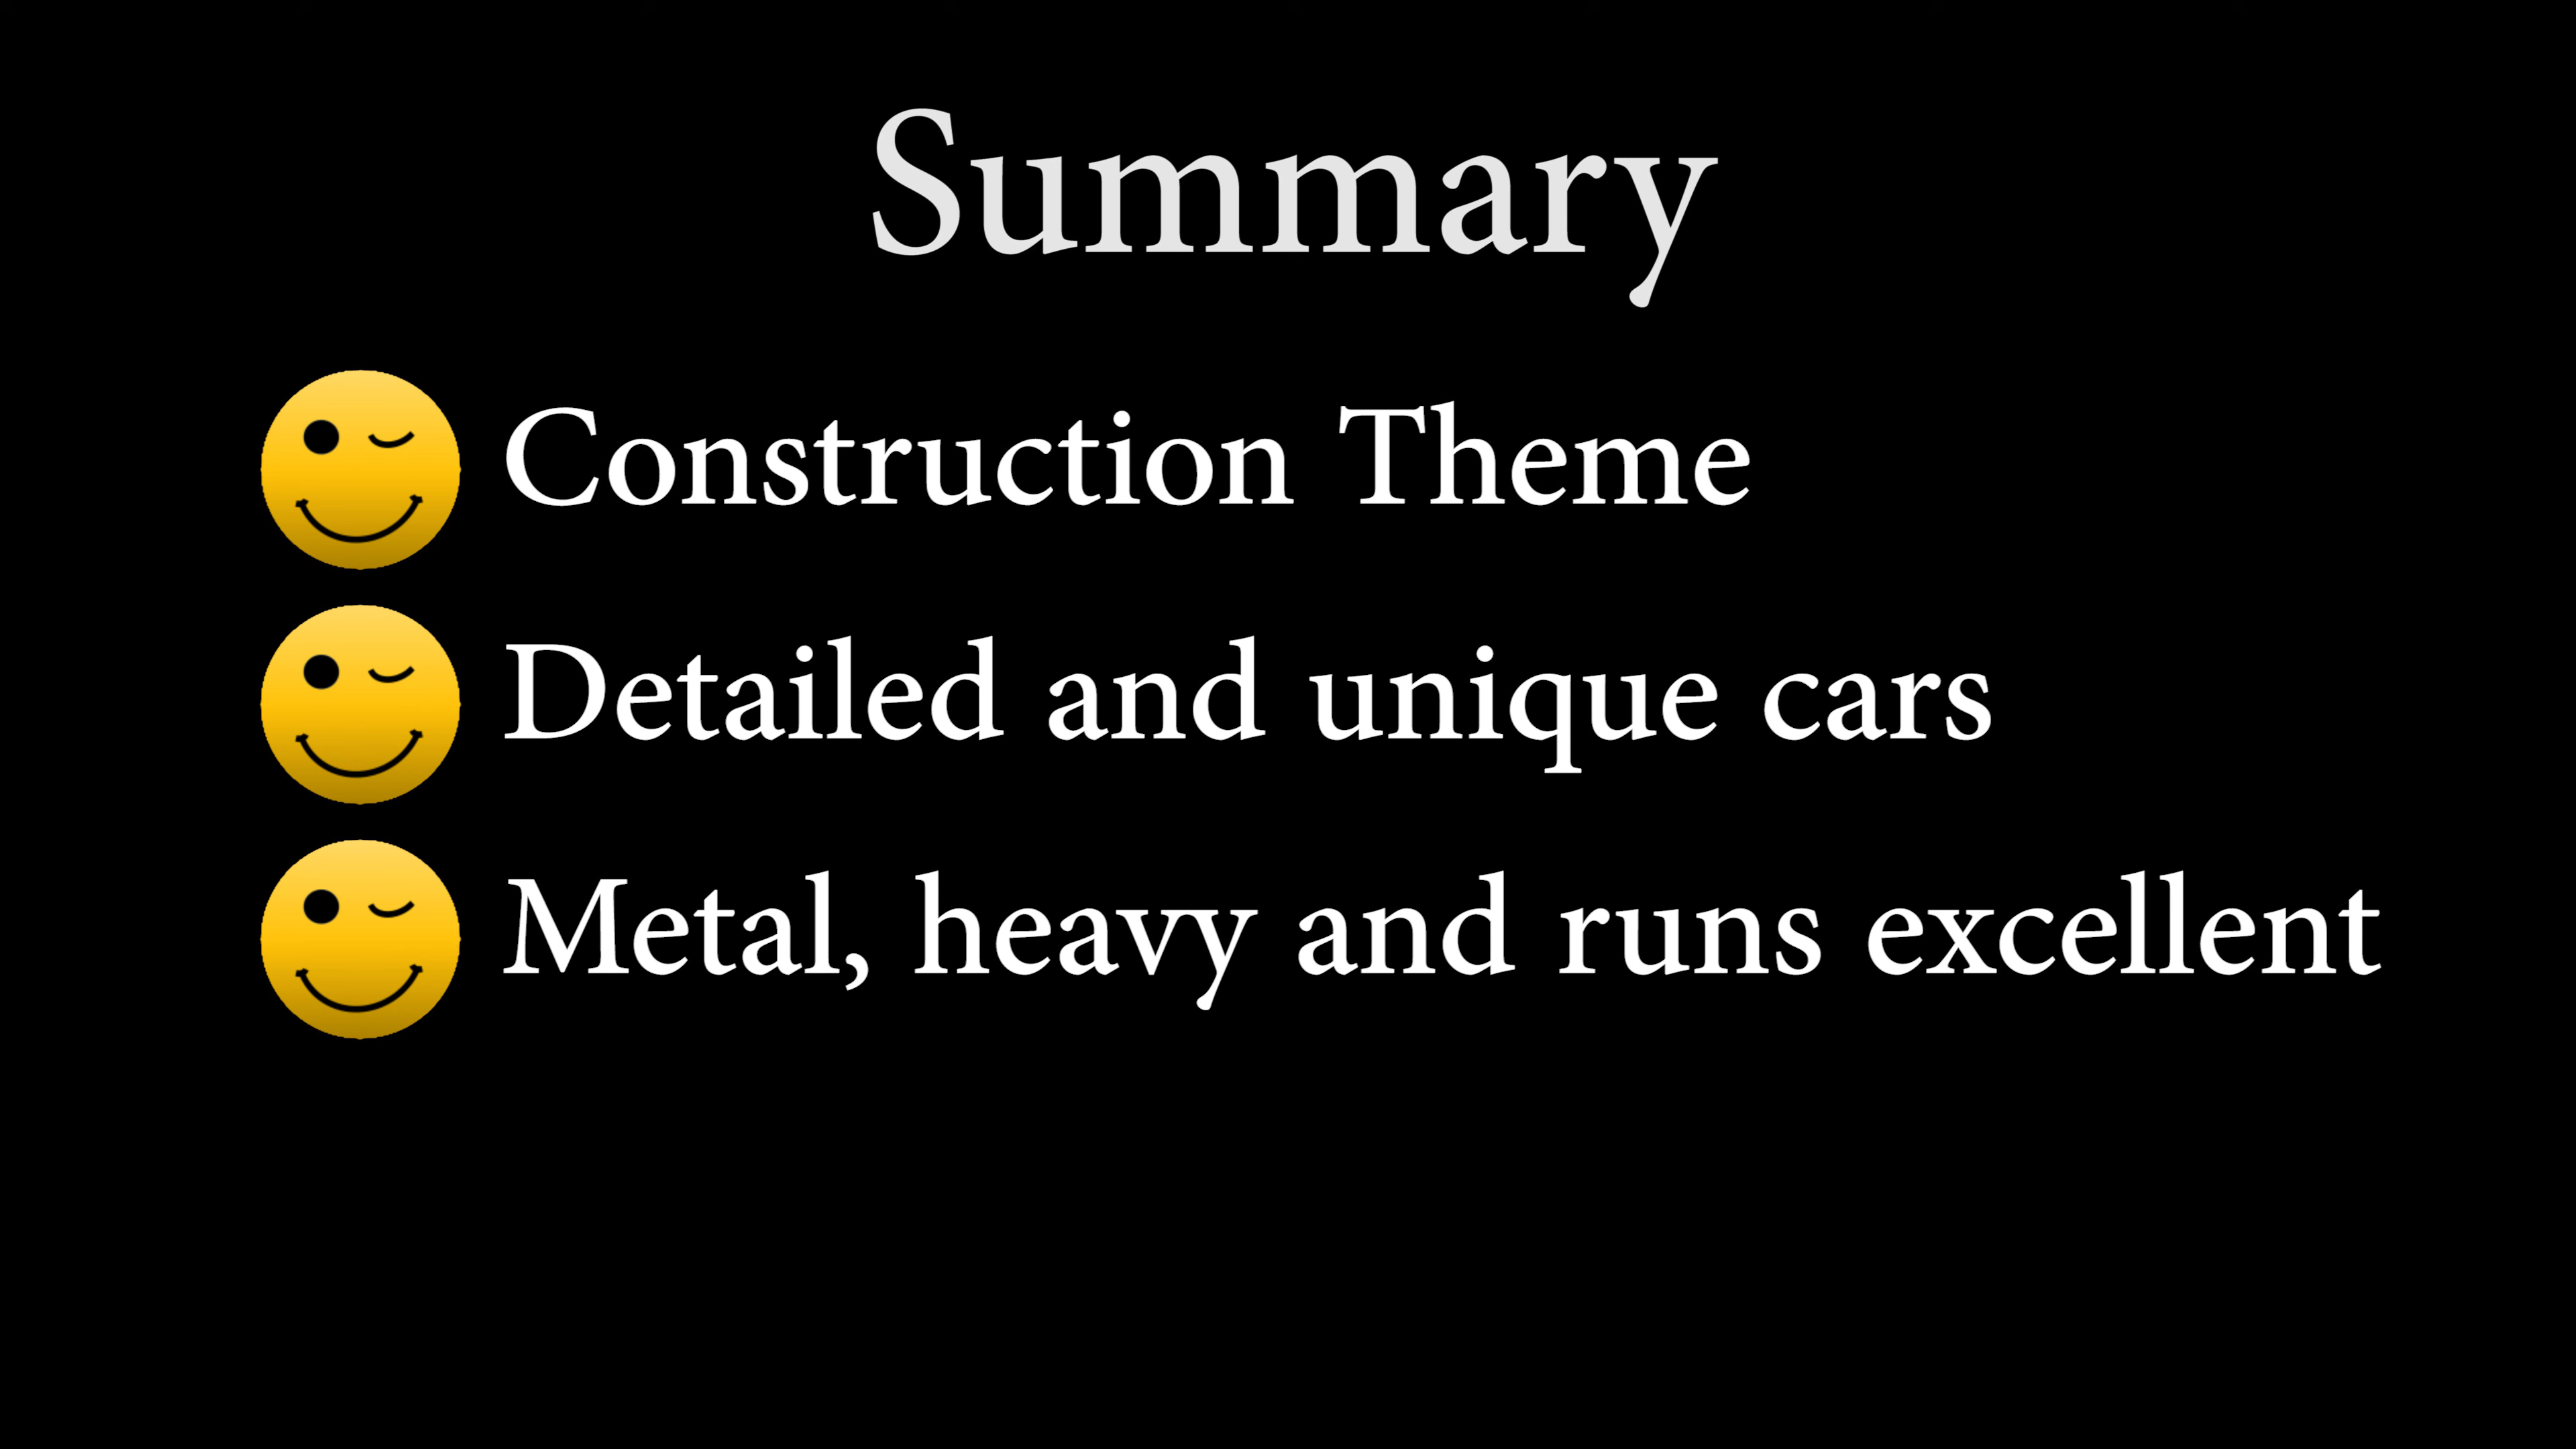 Summary
Construction Theme
Detailed and unique cars
Metal, heavy and runs excellent